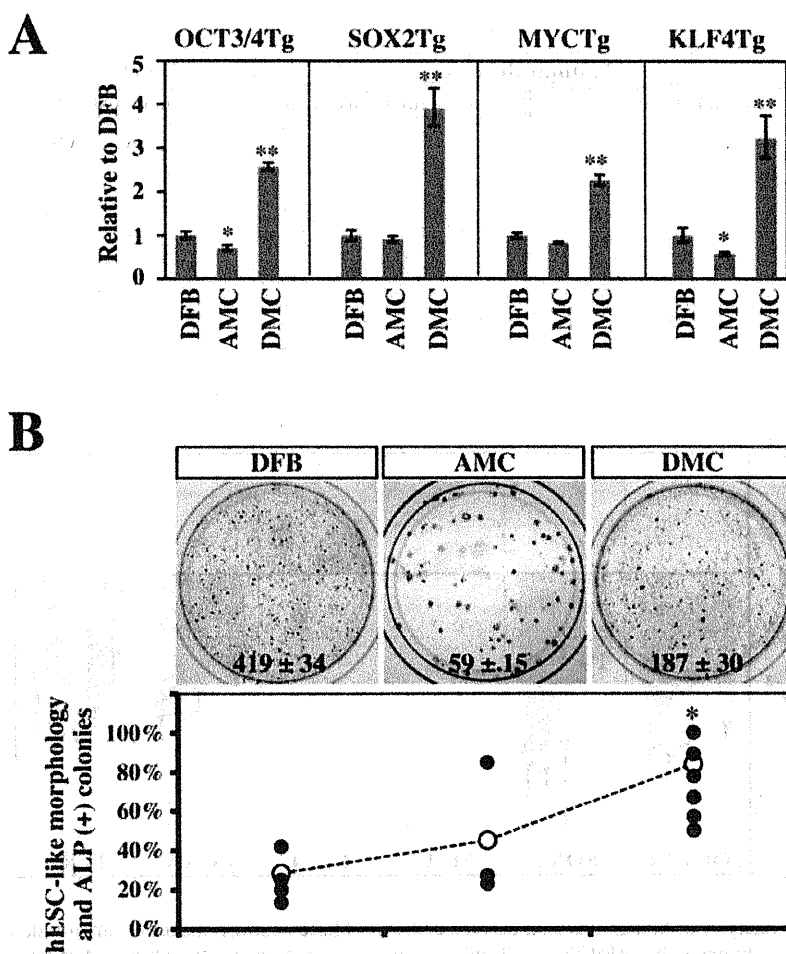 A
OCT3/4Tg SOX2Tg MYCTg KLF4Tg
Relative to DFB
5
4
3
2
1
0
* ** ** ** * **
DFB AMC DMC DFB AMC DMC DFB AMC DMC DFB AMC DMC
B
DFB AMC DMC
419 ± 34 59 ± 15 187 ± 30
hESC-like morphology
and ALP (+) colonies
*
100%
80%
60%
40%
20%
0%